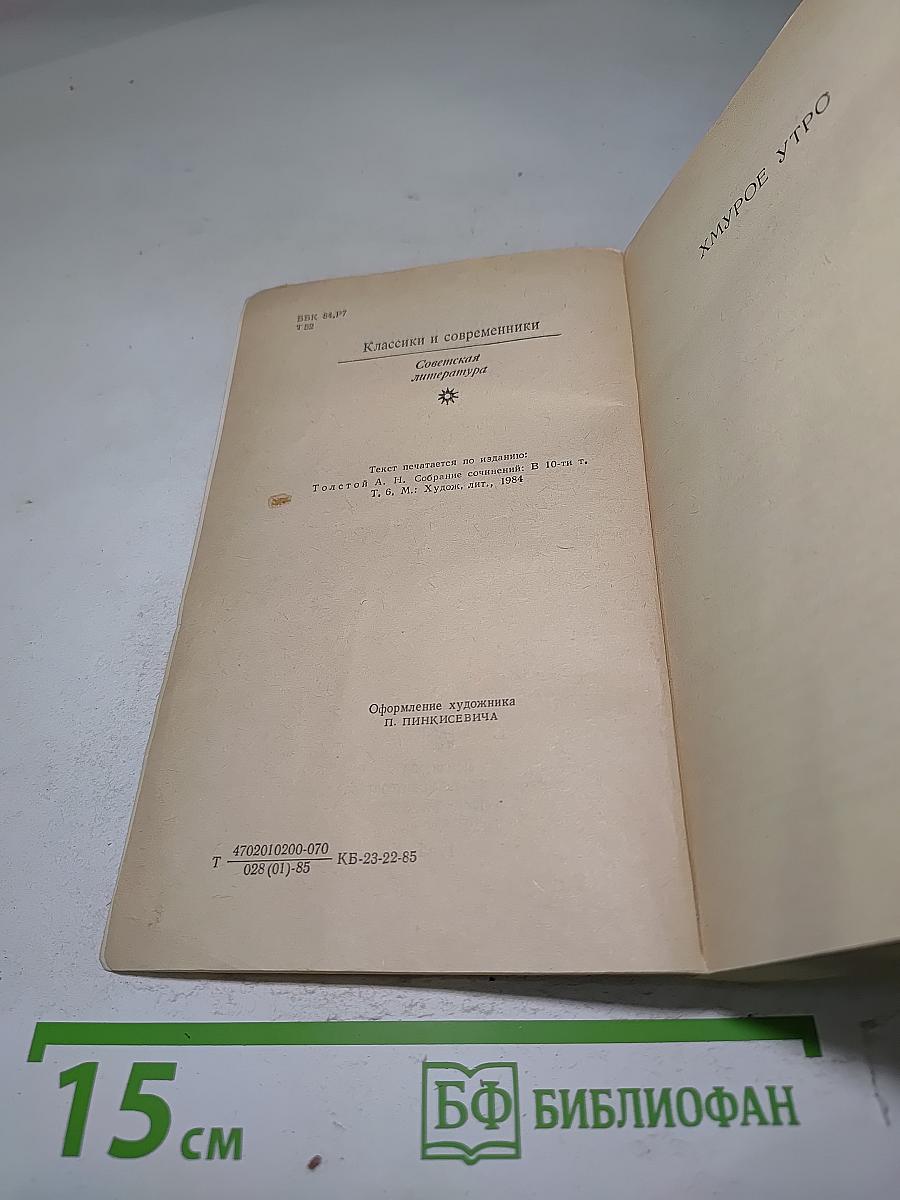 ББК 84.Р7
Т 52
Классики и современники
Советская
литература
Текст печатается по изданию:
Толстой А. Н. Собрание сочинений: В 10-ти т.
Т. 6. М.: Худож. лит., 1984
Оформление художника
П. ПИНКИСЕВИЧА
Т 4702010200-070
028 (01)-85 КБ-23-22-85
ХМУРОЕ УТРО
15 см
БФ БИБЛИОФАН